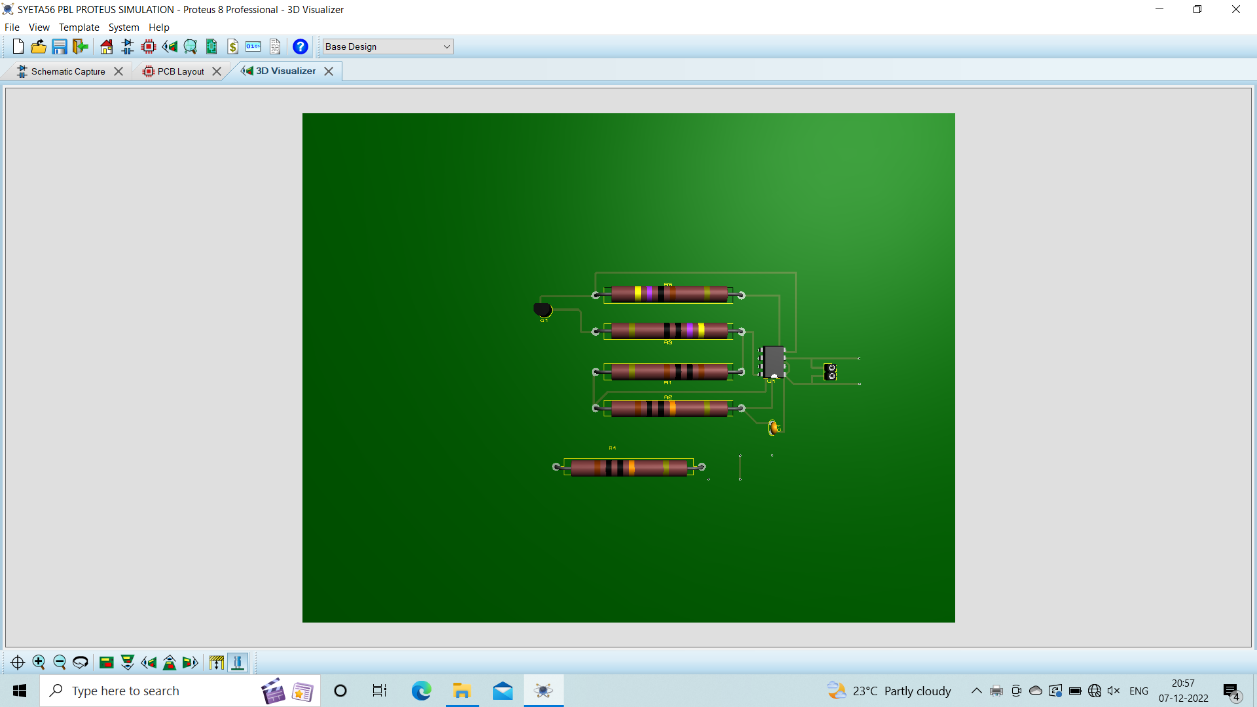 SYETA56 PBL PROTEUS SIMULATION - Proteus 8 Professional - 3D Visualizer
File View Template System Help
Base Design
Schematic Capture PCB Layout 3D Visualizer
Type here to search
23°C Partly cloudy
ENG
20:57
07-12-2022
4